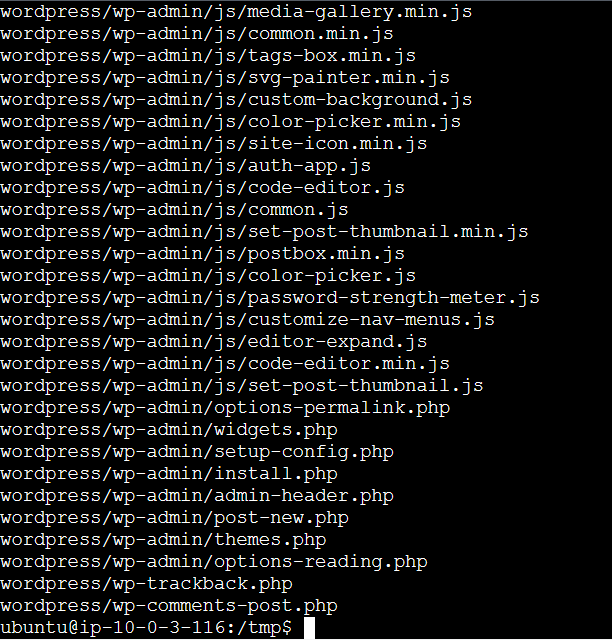 wordpress/wp-admin/js/media-gallery.min.js
wordpress/wp-admin/js/common.min.js
wordpress/wp-admin/js/tags-box.min.js
wordpress/wp-admin/js/svg-painter.min.js
wordpress/wp-admin/js/custom-background.js
wordpress/wp-admin/js/color-picker.min.js
wordpress/wp-admin/js/site-icon.min.js
wordpress/wp-admin/js/auth-app.js
wordpress/wp-admin/js/code-editor.js
wordpress/wp-admin/js/common.js
wordpress/wp-admin/js/set-post-thumbnail.min.js
wordpress/wp-admin/js/postbox.min.js
wordpress/wp-admin/js/color-picker.js
wordpress/wp-admin/js/password-strength-meter.js
wordpress/wp-admin/js/customize-nav-menus.js
wordpress/wp-admin/js/editor-expand.js
wordpress/wp-admin/js/code-editor.min.js
wordpress/wp-admin/js/set-post-thumbnail.js
wordpress/wp-admin/options-permalink.php
wordpress/wp-admin/widgets.php
wordpress/wp-admin/setup-config.php
wordpress/wp-admin/install.php
wordpress/wp-admin/admin-header.php
wordpress/wp-admin/post-new.php
wordpress/wp-admin/themes.php
wordpress/wp-admin/options-reading.php
wordpress/wp-trackback.php
wordpress/wp-comments-post.php
ubuntu@ip-10-0-3-116:/tmp$